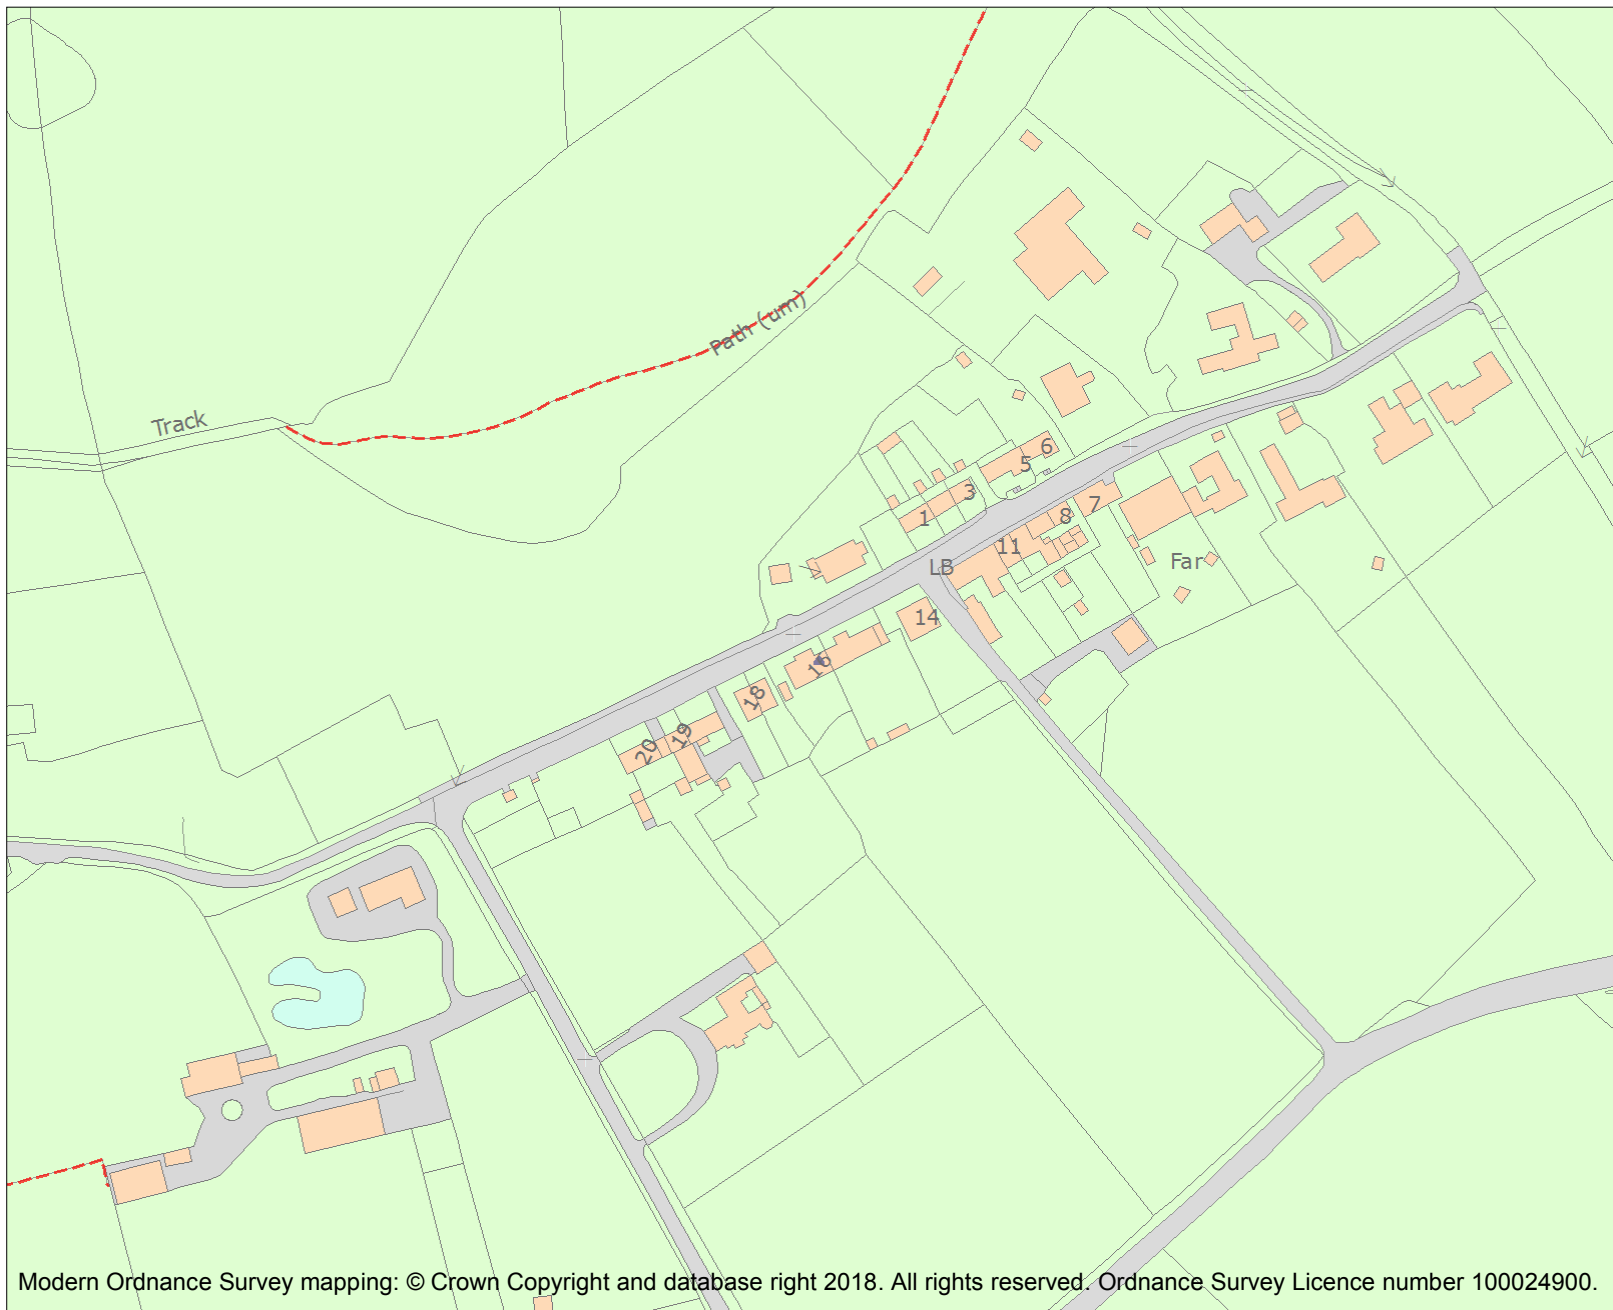 Path (um)
Track
6
5
3
1
7
8
11
LB
Far
14
16
18
19
20
Modern Ordnance Survey mapping: © Crown Copyright and database right 2018. All rights reserved. Ordnance Survey Licence number 100024900.